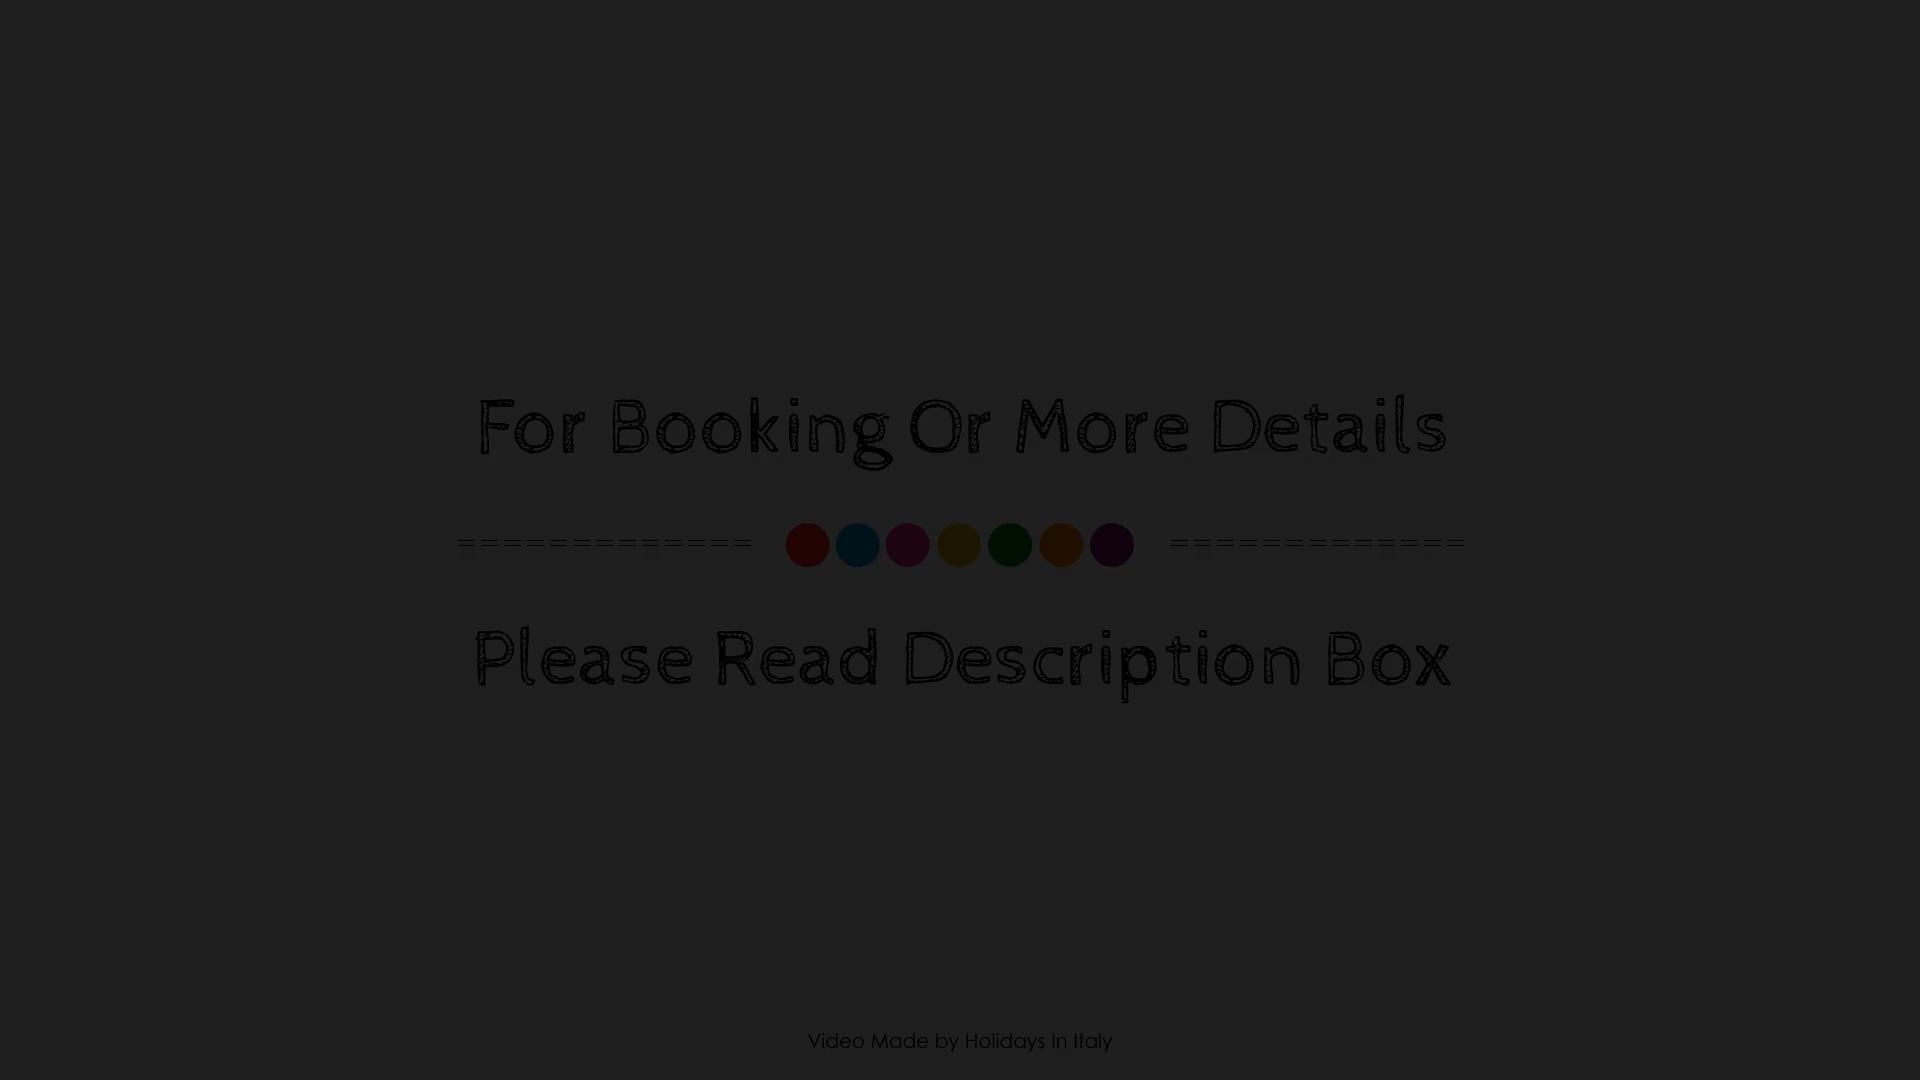 For Booking Or More Details
============= =============
Please Read Description Box
Video Made by Holidays In Italy